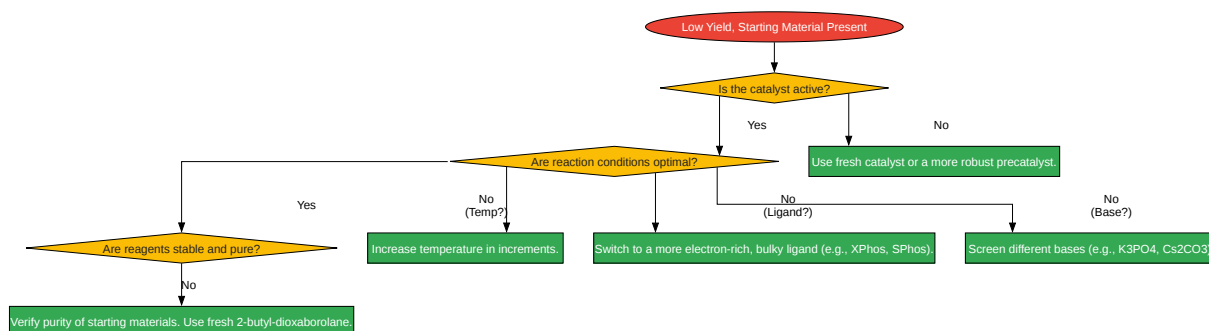 Low Yield, Starting Material Present
Is the catalyst active?
Yes
No
Are reaction conditions optimal?
Use fresh catalyst or a more robust precatalyst.
Yes
No
(Temp?)
No
(Ligand?)
No
(Base?)
Are reagents stable and pure?
Increase temperature in increments.
Switch to a more electron-rich, bulky ligand (e.g., XPhos, SPhos).
Screen different bases (e.g., K3PO4, Cs2CO3)
No
Verify purity of starting materials. Use fresh 2-butyl-dioxaborolane.